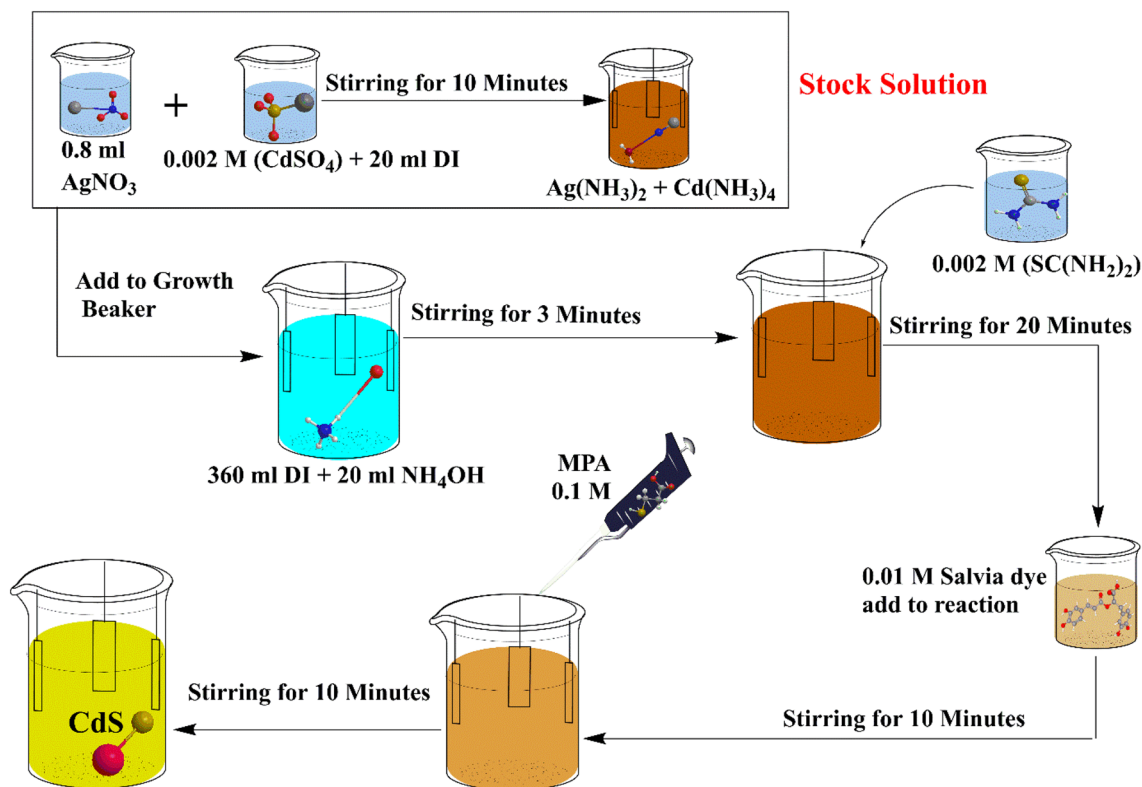 Stock Solution
Stirring for 10 Minutes
+
0.8 ml
AgNO₃
0.002 M (CdSO₄) + 20 ml DI
Ag(NH₃)₂ + Cd(NH₃)₄
0.002 M (SC(NH₂)₂)
Add to Growth
Beaker
Stirring for 3 Minutes
Stirring for 20 Minutes
360 ml DI + 20 ml NH₄OH
MPA
0.1 M
0.01 M Salvia dye
add to reaction
Stirring for 10 Minutes
Stirring for 10 Minutes
CdS